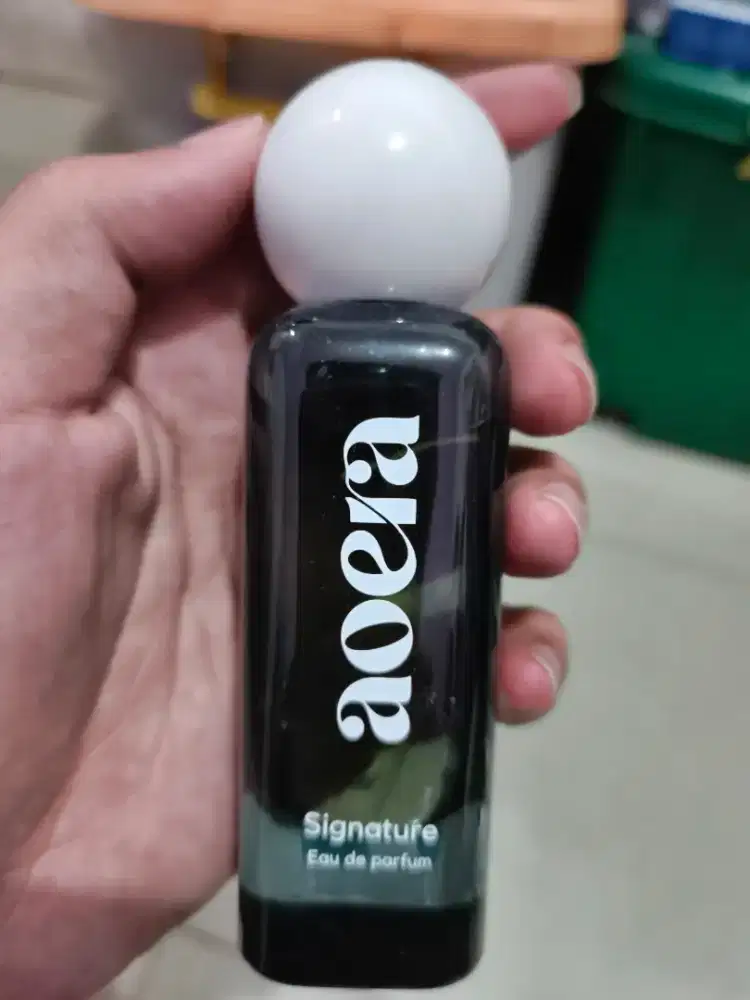 aoera
Signature
Eau de parfum